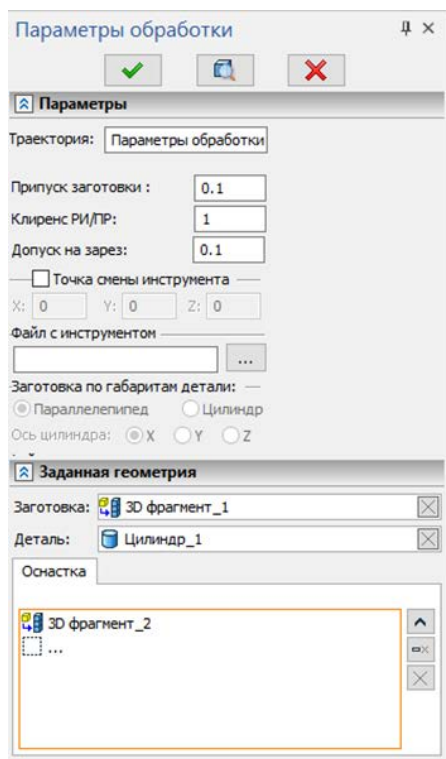 Параметры обработки
Параметры
Траектория: Параметры обработки
Припуск заготовки : 0.1
Клиренс РИ/ПР: 1
Допуск на зарез: 0.1
Точка смены инструмента
X: 0 Y: 0 Z: 0
Файл с инструментом
...
Заготовка по габаритам детали:
Параллелепипед Цилиндр
Ось цилиндра: X Y Z
Заданная геометрия
Заготовка: 3D фрагмент_1
Деталь: Цилиндр_1
Оснастка
3D фрагмент_2
...